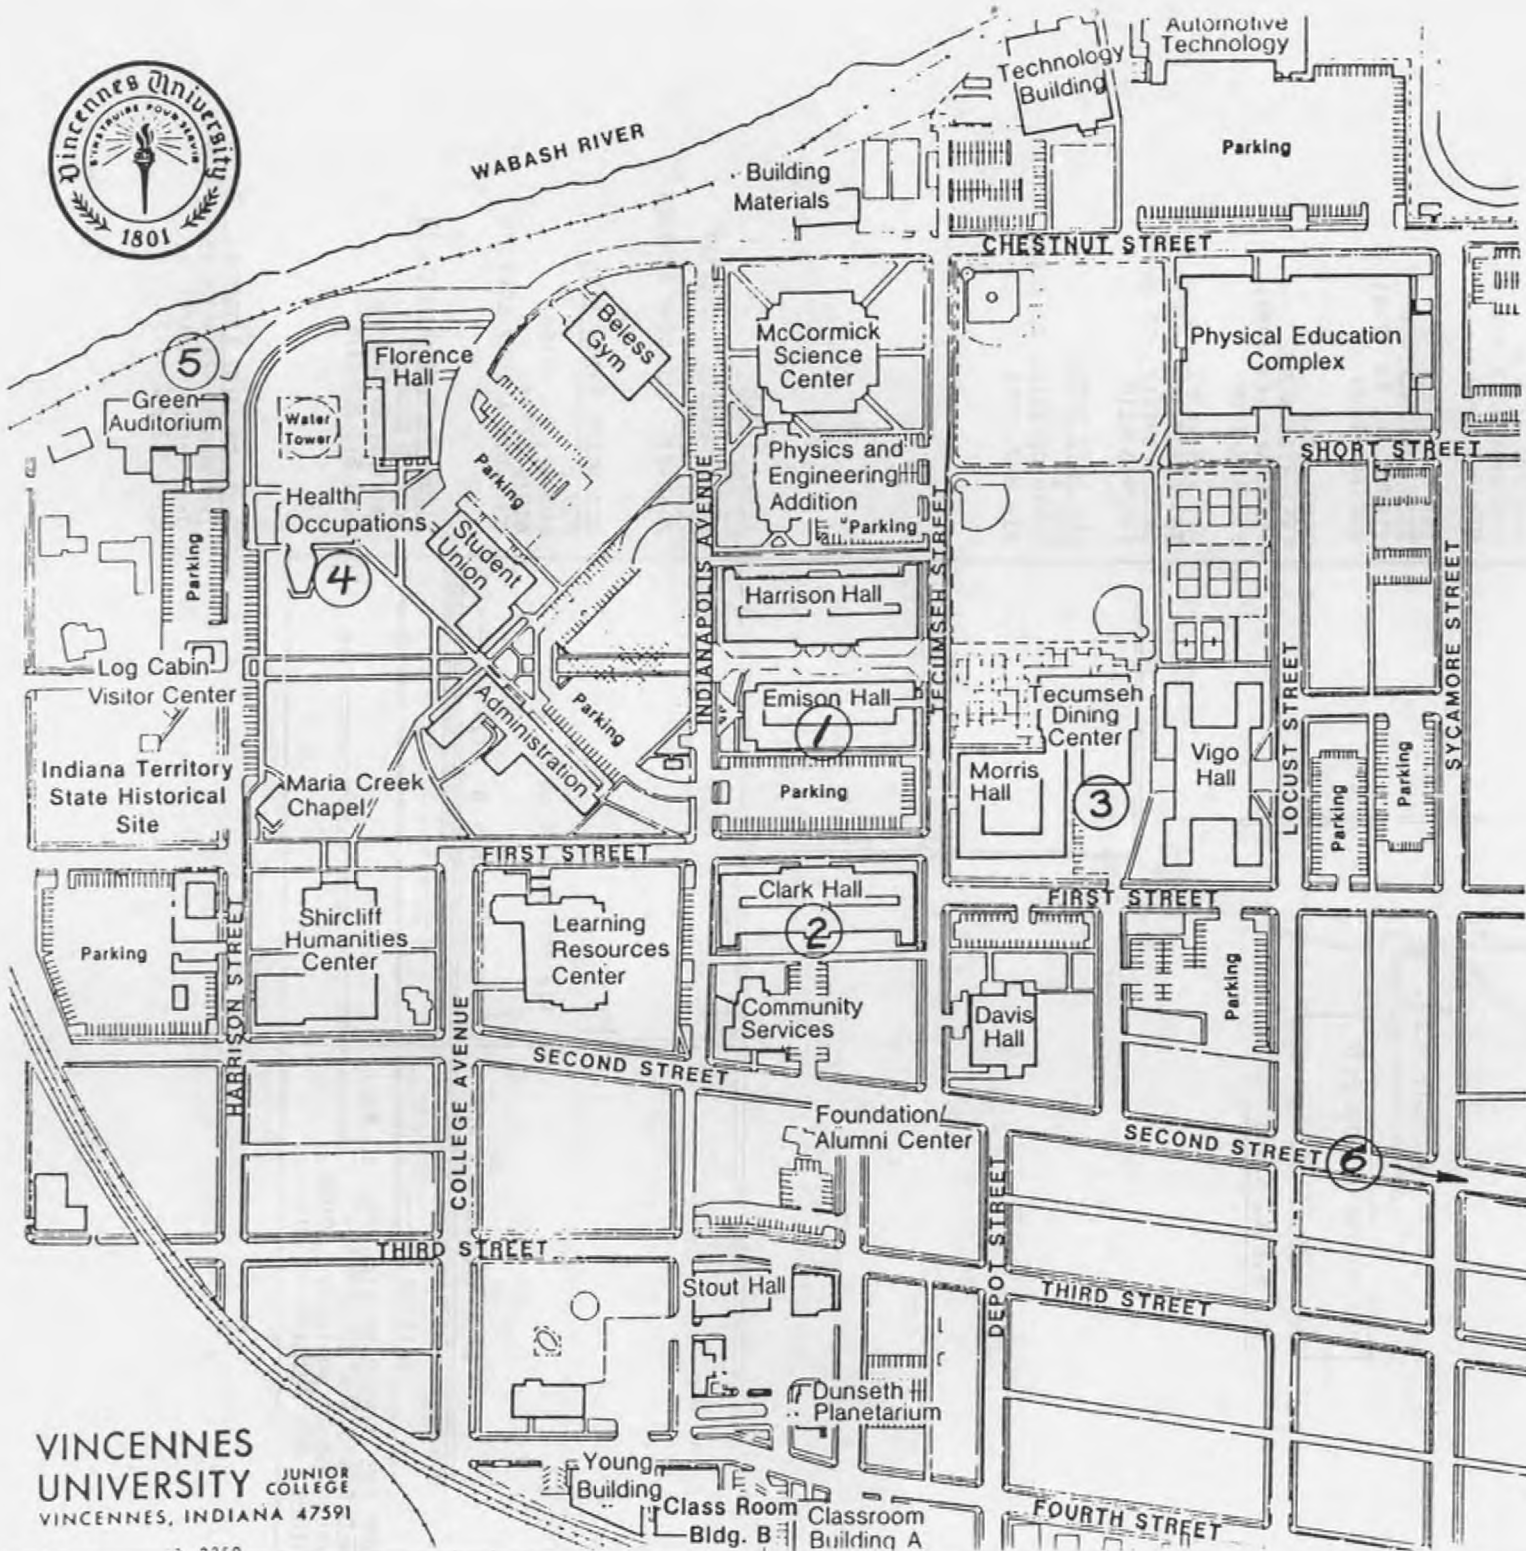 Vincennes University
S'INSTRUIRE POUR SERVIR
1801
WABASH RIVER
Automotive
Technology
Technology
Building
Parking
Building
Materials
CHESTNUT STREET
Beless
Gym
McCormick
Science
Center
Physical Education
Complex
5
Florence
Hall
Green
Auditorium
Water
Tower
Parking
Physics and
Engineering
Addition
Parking
SHORT STREET
Health
Occupations
Student
Union
4
Parking
INDIANAPOLIS AVENUE
TECUMSEH STREET
Harrison Hall
SYCAMORE STREET
LOCUST STREET
Log Cabin
Visitor Center
Administration
Parking
Emison Hall
1
Tecumseh
Dining
Center
Vigo
Hall
Parking
Parking
Indiana Territory
State Historical
Site
Maria Creek
Chapel
Parking
Morris
Hall
3
FIRST STREET
FIRST STREET
Clark Hall
2
Parking
HARRISON STREET
Shircliff
Humanities
Center
Learning
Resources
Center
Community
Services
Davis
Hall
Parking
COLLEGE AVENUE
SECOND STREET
Foundation/
Alumni Center
SECOND STREET
6
DEPOT STREET
THIRD STREET
Stout Hall
THIRD STREET
Dunseth
Planetarium
VINCENNES
UNIVERSITY JUNIOR
COLLEGE
VINCENNES, INDIANA 47591
Young
Building
Class Room
Bldg. B
Classroom
Building A
FOURTH STREET